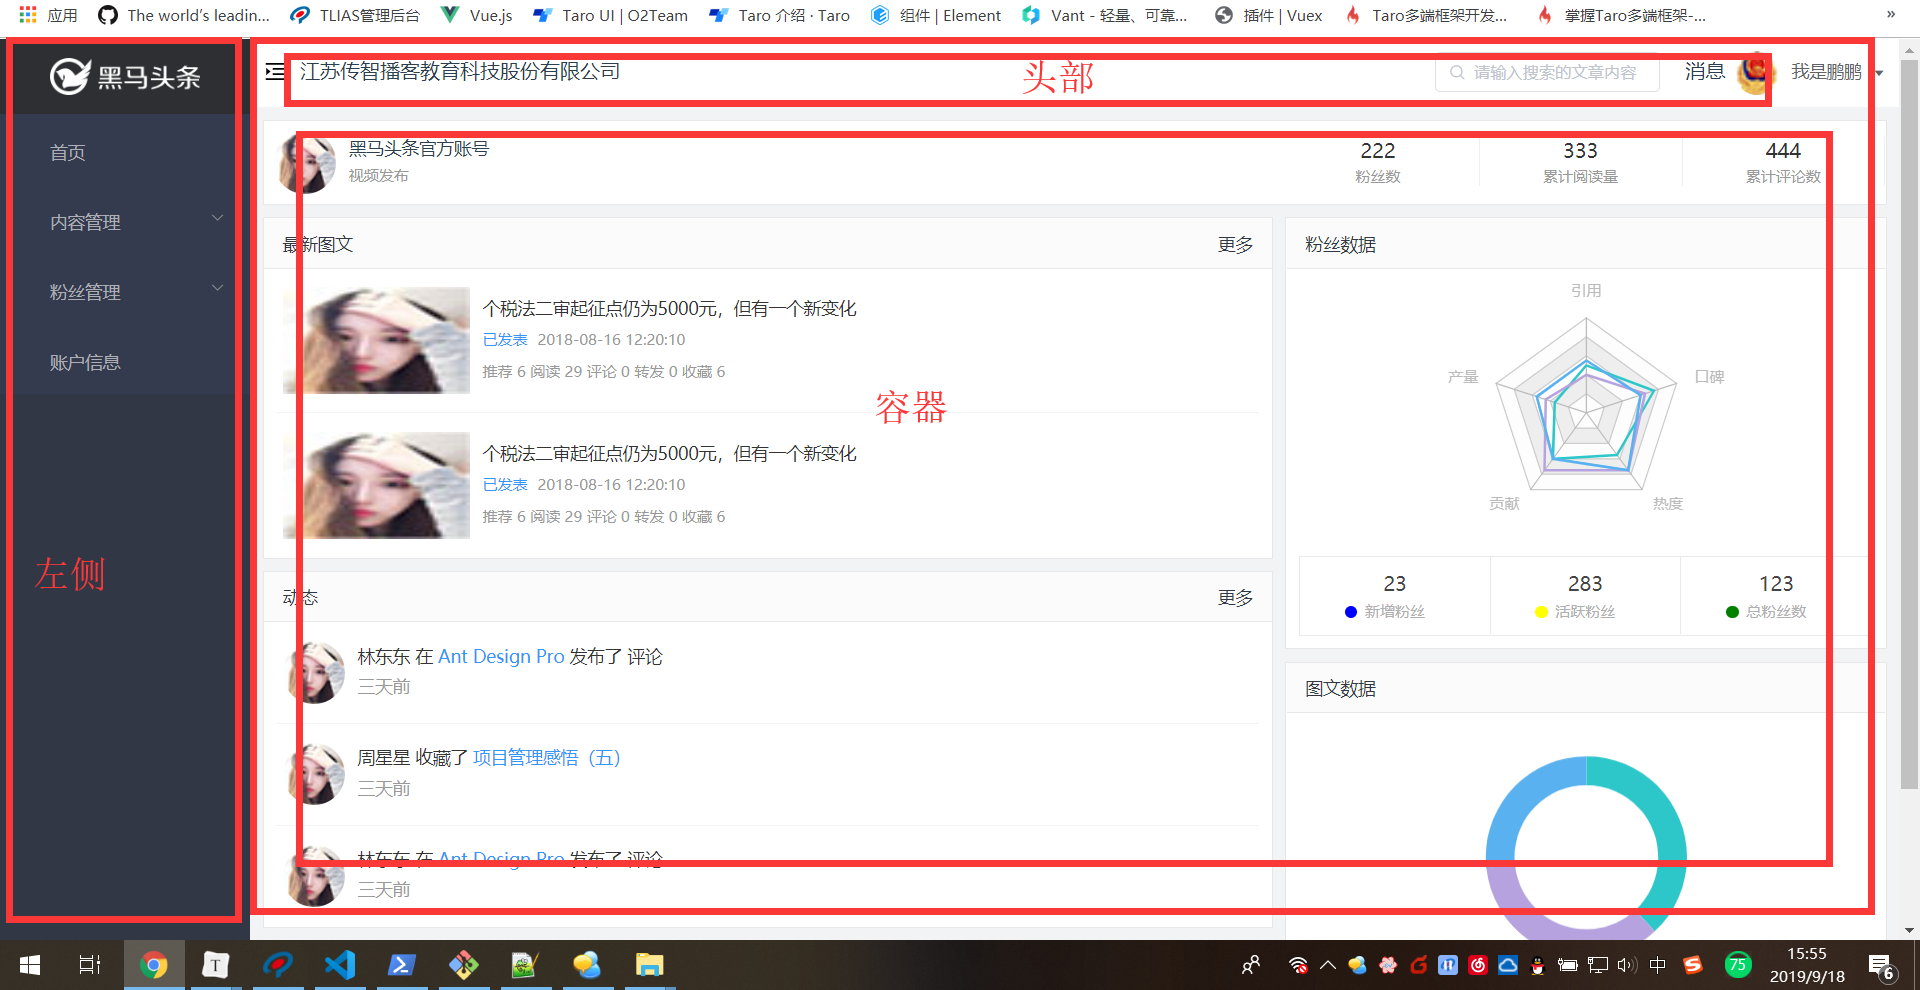 应用
The world's leadin...
TLIAS管理后台
Vue.js
Taro UI | O2Team
Taro 介绍 · Taro
组件 | Element
Vant - 轻量、可靠...
插件 | Vuex
Taro多端框架开发...
掌握Taro多端框架-...
»
黑马头条
首页
内容管理
粉丝管理
账户信息
左侧
江苏传智播客教育科技股份有限公司
头部
请输入搜索的文章内容
消息
我是鹏鹏
黑马头条官方账号
视频发布
222
粉丝数
333
累计阅读量
444
累计评论数
最新图文
更多
个税法二审起征点仍为5000元，但有一个新变化
已发表 2018-08-16 12:20:10
推荐 6 阅读 29 评论 0 转发 0 收藏 6
容器
个税法二审起征点仍为5000元，但有一个新变化
已发表 2018-08-16 12:20:10
推荐 6 阅读 29 评论 0 转发 0 收藏 6
动态
更多
林东东 在 Ant Design Pro 发布了 评论
三天前
周星星 收藏了 项目管理感悟（五）
三天前
林东东 在 Ant Design Pro 发布了 评论
三天前
粉丝数据
引用
产量
口碑
贡献
热度
23
新增粉丝
283
活跃粉丝
123
总粉丝数
图文数据
T
中
75
15:55
2019/9/18
6